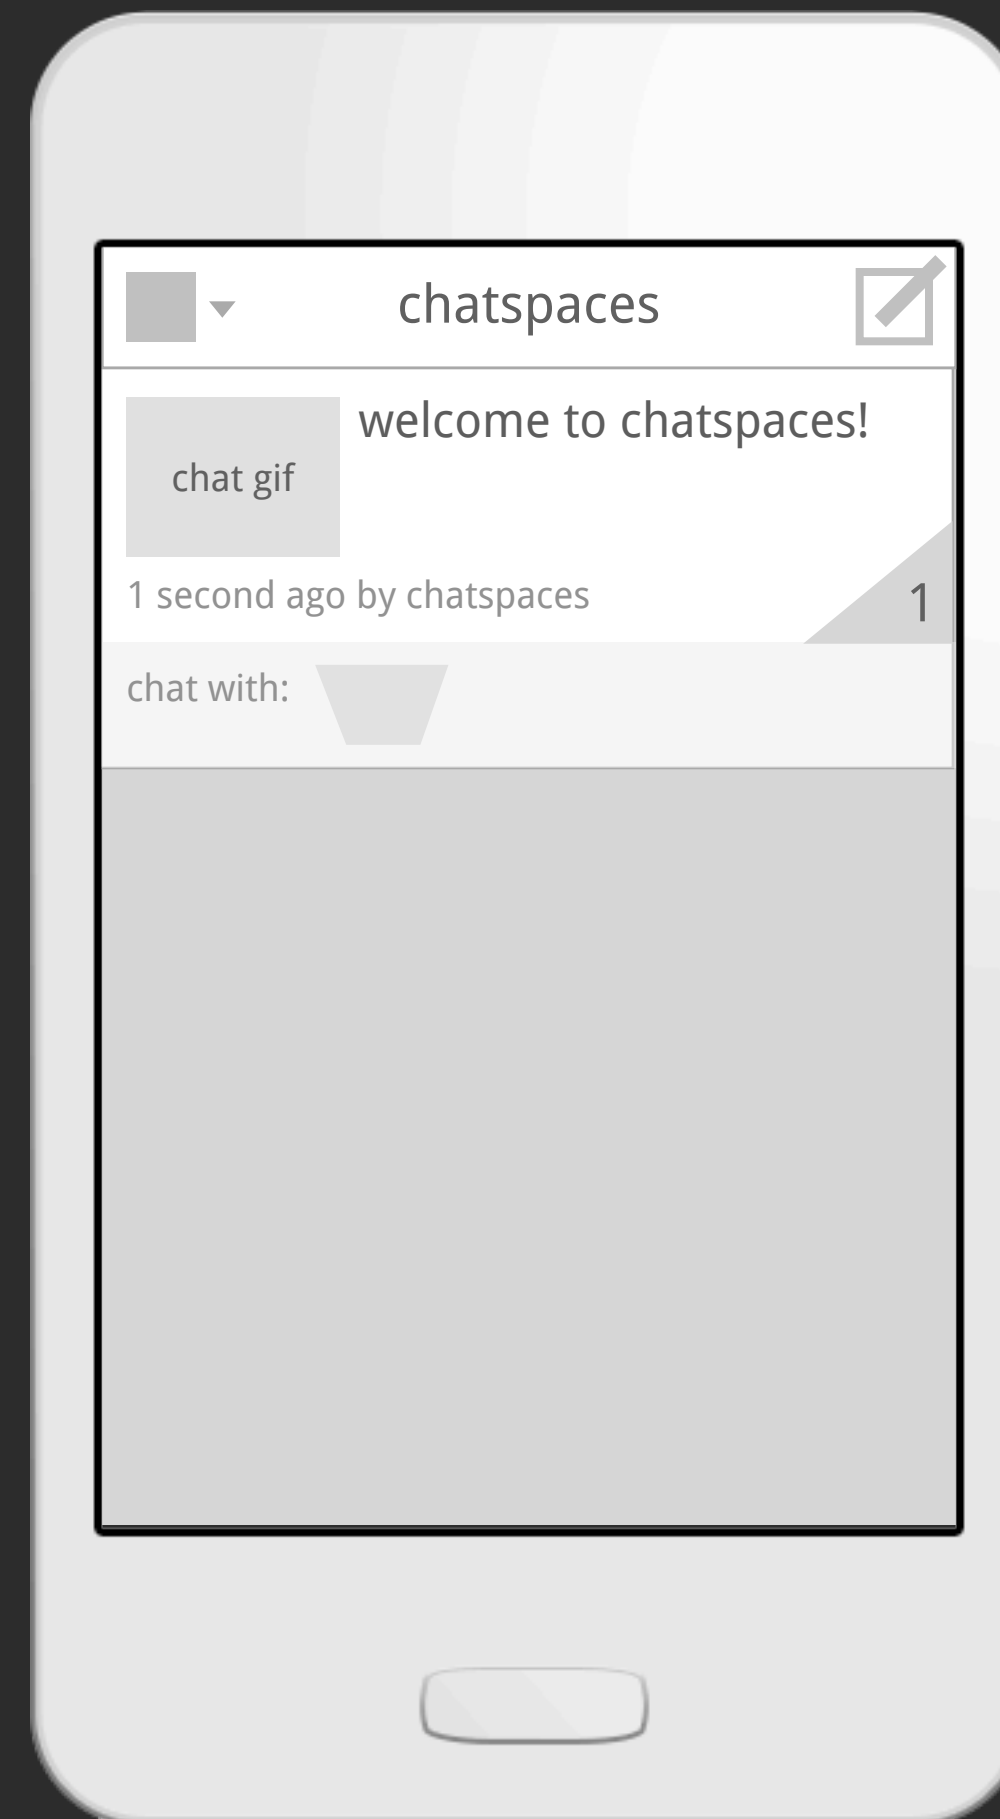 chatspaces
welcome to chatspaces!
chat gif
1 second ago by chatspaces
1
chat with: